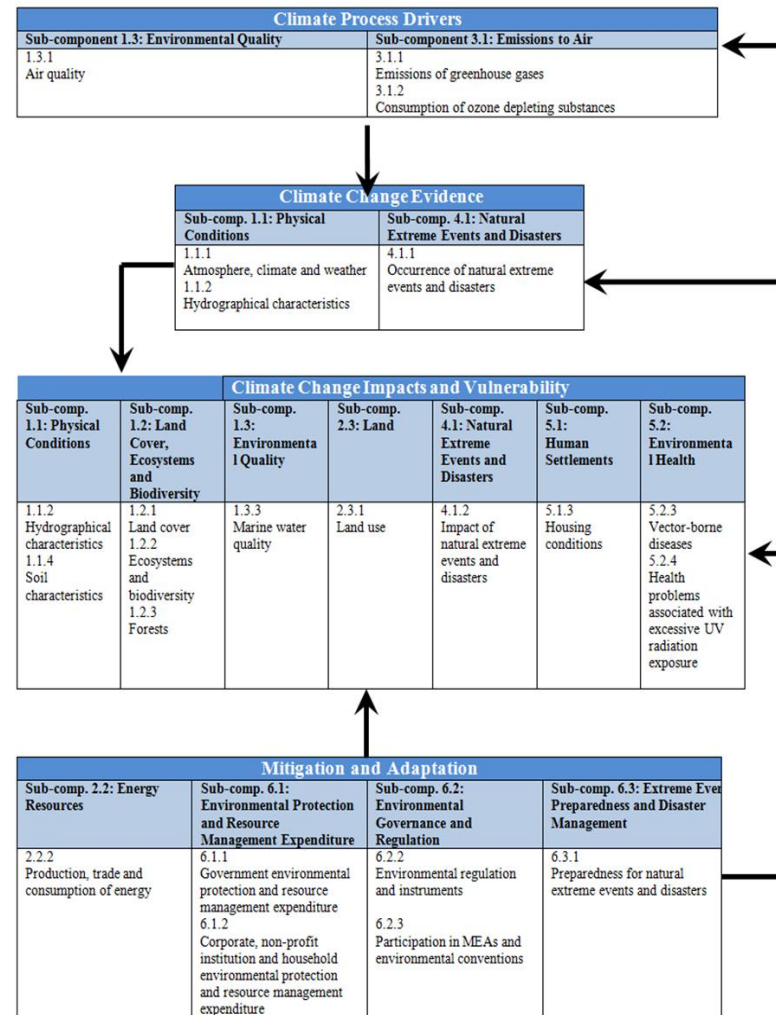 Climate Process Drivers
Sub-component 1.3: Environmental Quality
1.3.1
Air quality
Sub-component 3.1: Emissions to Air
3.1.1
Emissions of greenhouse gases
3.1.2
Consumption of ozone depleting substances
Climate Change Evidence
Sub-comp. 1.1: Physical
Conditions
1.1.1
Atmosphere, climate and weather
1.1.2
Hydrographical characteristics
Sub-comp. 4.1: Natural
Extreme Events and Disasters
4.1.1
Occurrence of natural extreme
events and disasters
Climate Change Impacts and Vulnerability
Sub-comp.
1.1: Physical
Conditions
1.1.2
Hydrographical
characteristics
1.1.4
Soil
characteristics
Sub-comp.
1.2: Land
Cover,
Ecosystems
and
Biodiversity
1.2.1
Land cover
1.2.2
Ecosystems
and
biodiversity
1.2.3
Forests
Sub-comp.
1.3:
Environmenta
l Quality
1.3.3
Marine water
quality
Sub-comp.
2.3: Land
2.3.1
Land use
Sub-comp.
4.1: Natural
Extreme
Events and
Disasters
4.1.2
Impact of
natural extreme
events and
disasters
Sub-comp.
5.1:
Human
Settlements
5.1.3
Housing
conditions
Sub-comp.
5.2:
Environmenta
l Health
5.2.3
Vector-borne
diseases
5.2.4
Health
problems
associated with
excessive UV
radiation
exposure
Mitigation and Adaptation
Sub-comp. 2.2: Energy
Resources
2.2.2
Production, trade and
consumption of energy
Sub-comp. 6.1:
Environmental Protection
and Resource
Management Expenditure
6.1.1
Government environmental
protection and resource
management expenditure
6.1.2
Corporate, non-profit
institution and household
environmental protection
and resource management
expenditure
Sub-comp. 6.2:
Environmental
Governance and
Regulation
6.2.2
Environmental regulation
and instruments
6.2.3
Participation in MEAs and
environmental conventions
Sub-comp. 6.3: Extreme Ever
Preparedness and Disaster
Management
6.3.1
Preparedness for natural
extreme events and disasters